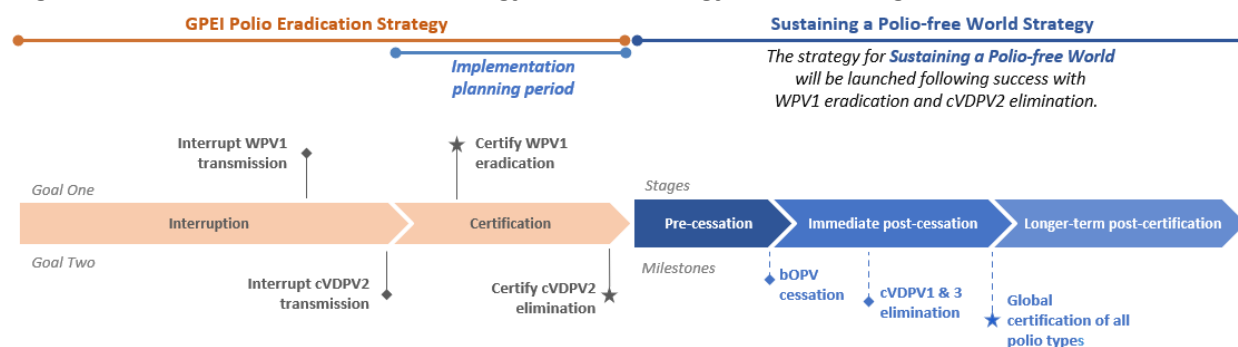 GPEI Polio Eradication Strategy
Sustaining a Polio-free World Strategy
Implementation
planning period
The strategy for Sustaining a Polio-free World
will be launched following success with
WPV1 eradication and cVDPV2 elimination.
Interrupt WPV1
transmission
Certify WPV1
eradication
Goal One
Stages
Interruption
Certification
Pre-cessation
Immediate post-cessation
Longer-term post-certification
Goal Two
Milestones
Interrupt cVDPV2
transmission
Certify cVDPV2
elimination
bOPV
cessation
cVDPV1 & 3
elimination
Global
certification of all
polio types